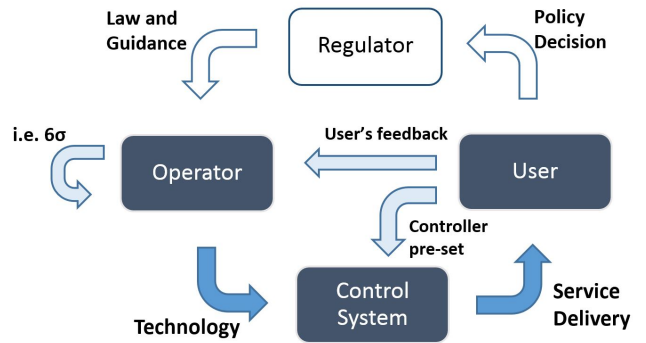 Law and
Guidance
Regulator
Policy
Decision
i.e. 6σ
Operator
User's feedback
User
Controller
pre-set
Control
System
Technology
Service
Delivery